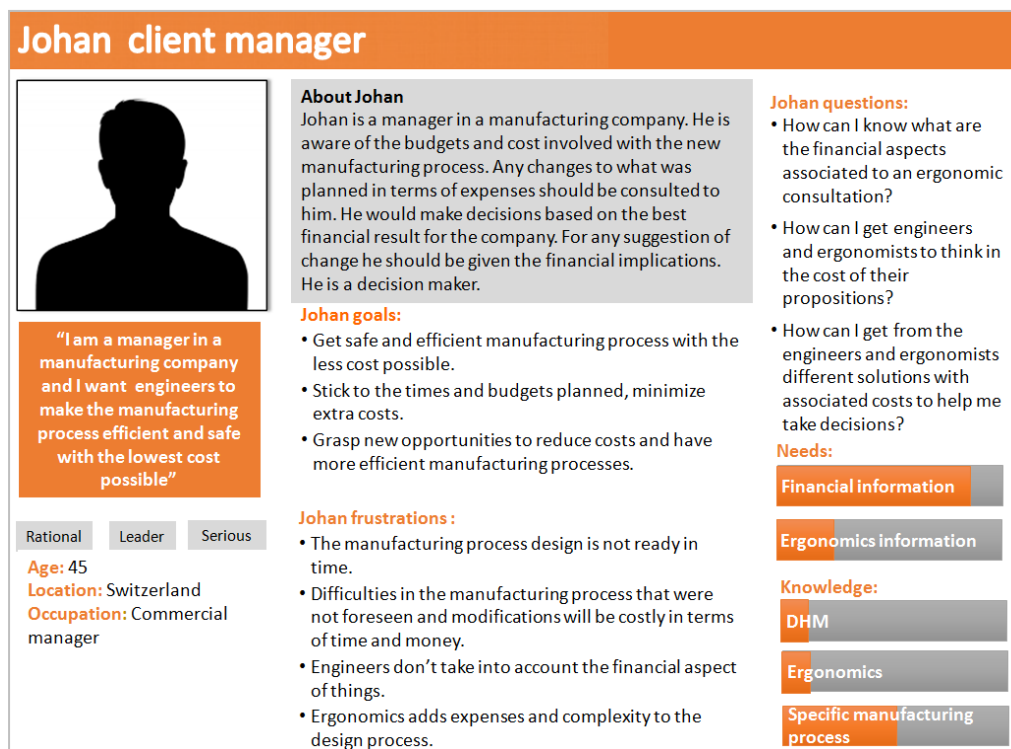 Johan client manager
About Johan
Johan is a manager in a manufacturing company. He is
aware of the budgets and cost involved with the new
manufacturing process. Any changes to what was
planned in terms of expenses should be consulted to
him. He would make decisions based on the best
financial result for the company. For any suggestion of
change he should be given the financial implications.
He is a decision maker.
"I am a manager in a
manufacturing company
and I want engineers to
make the manufacturing
process efficient and safe
with the lowest cost
possible"
Rational
Leader
Serious
Age: 45
Location: Switzerland
Occupation: Commercial
manager
Johan goals:
• Get safe and efficient manufacturing process with the
less cost possible.
• Stick to the times and budgets planned, minimize
extra costs.
• Grasp new opportunities to reduce costs and have
more efficient manufacturing processes.
Johan frustrations :
• The manufacturing process design is not ready in
time.
• Difficulties in the manufacturing process that were
not foreseen and modifications will be costly in terms
of time and money.
• Engineers don't take into account the financial aspect
of things.
• Ergonomics adds expenses and complexity to the
design process.
Johan questions:
• How can I know what are
the financial aspects
associated to an ergonomic
consultation?
• How can I get engineers
and ergonomists to think in
the cost of their
propositions?
• How can I get from the
engineers and ergonomists
different solutions with
associated costs to help me
take decisions?
Needs:
Financial information
Ergonomics information
Knowledge:
DHM
Ergonomics
Specific manufacturing
process